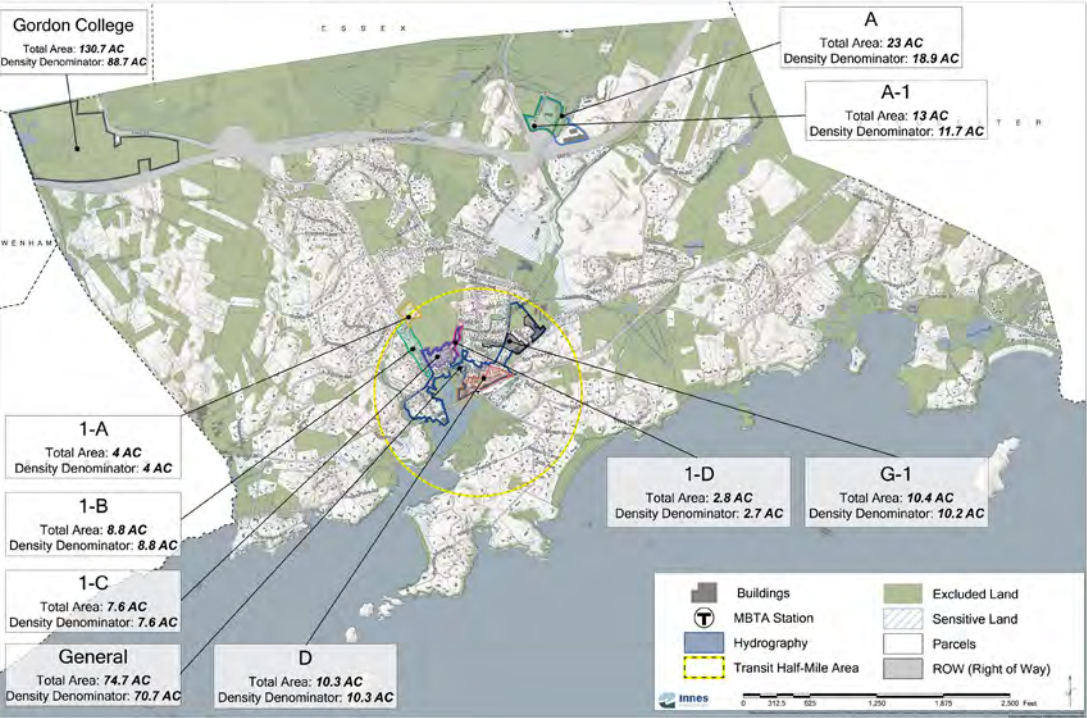 Gordon College
Total Area: 130.7 AC
Density Denominator: 88.7 AC
ESSEX
A
Total Area: 23 AC
Density Denominator: 18.9 AC
A-1
Total Area: 13 AC
Density Denominator: 11.7 AC
WENHAM
1-A
Total Area: 4 AC
Density Denominator: 4 AC
1-B
Total Area: 8.8 AC
Density Denominator: 8.8 AC
1-C
Total Area: 7.6 AC
Density Denominator: 7.6 AC
General
Total Area: 74.7 AC
Density Denominator: 70.7 AC
D
Total Area: 10.3 AC
Density Denominator: 10.3 AC
1-D
Total Area: 2.8 AC
Density Denominator: 2.7 AC
G-1
Total Area: 10.4 AC
Density Denominator: 10.2 AC
Buildings
T
MBTA Station
Hydrography
Transit Half-Mile Area
Excluded Land
Sensitive Land
Parcels
ROW (Right of Way)
innes
0 312.5 625 1,250 1,875 2,500 Feet